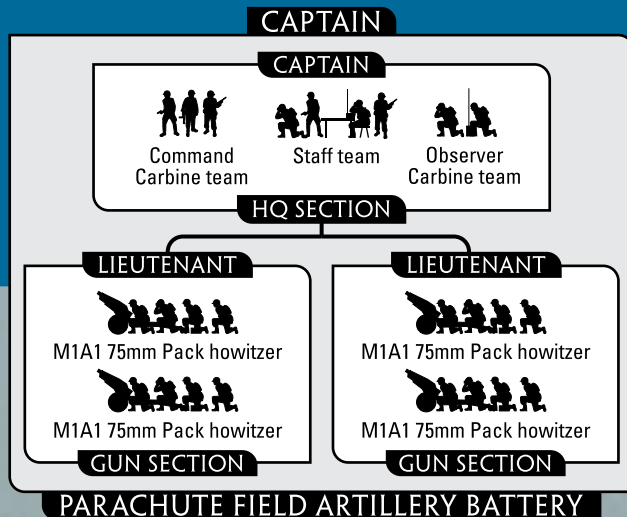 CAPTAIN
CAPTAIN
Command
Carbine team
Staff team
Observer
Carbine team
HQ SECTION
LIEUTENANT
M1A1 75mm Pack howitzer
M1A1 75mm Pack howitzer
GUN SECTION
LIEUTENANT
M1A1 75mm Pack howitzer
M1A1 75mm Pack howitzer
GUN SECTION
PARACHUTE FIELD ARTILLERY BATTERY